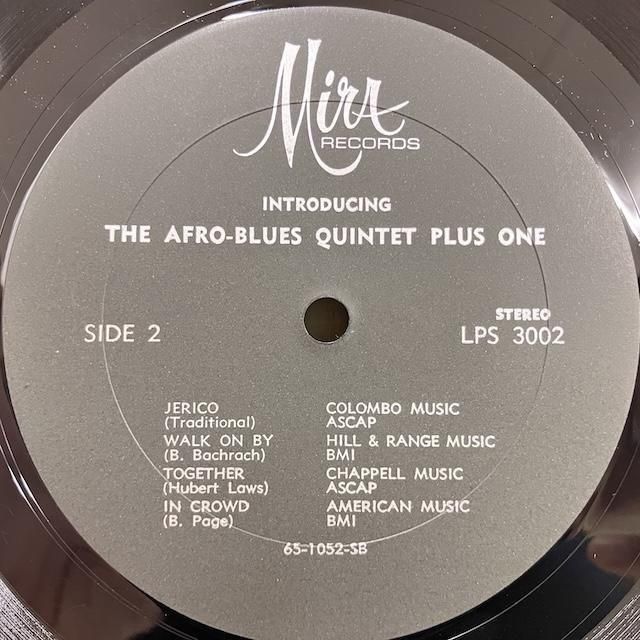 Mira
RECORDS
INTRODUCING
THE AFRO-BLUES QUINTET PLUS ONE
STEREO
SIDE 2 LPS 3002
JERICO COLOMBO MUSIC
(Traditional) ASCAP
WALK ON BY HILL & RANGE MUSIC
(B. Bachrach) BMI
TOGETHER CHAPPELL MUSIC
(Hubert Laws) ASCAP
IN CROWD AMERICAN MUSIC
(B. Page) BMI
65-1052-SB